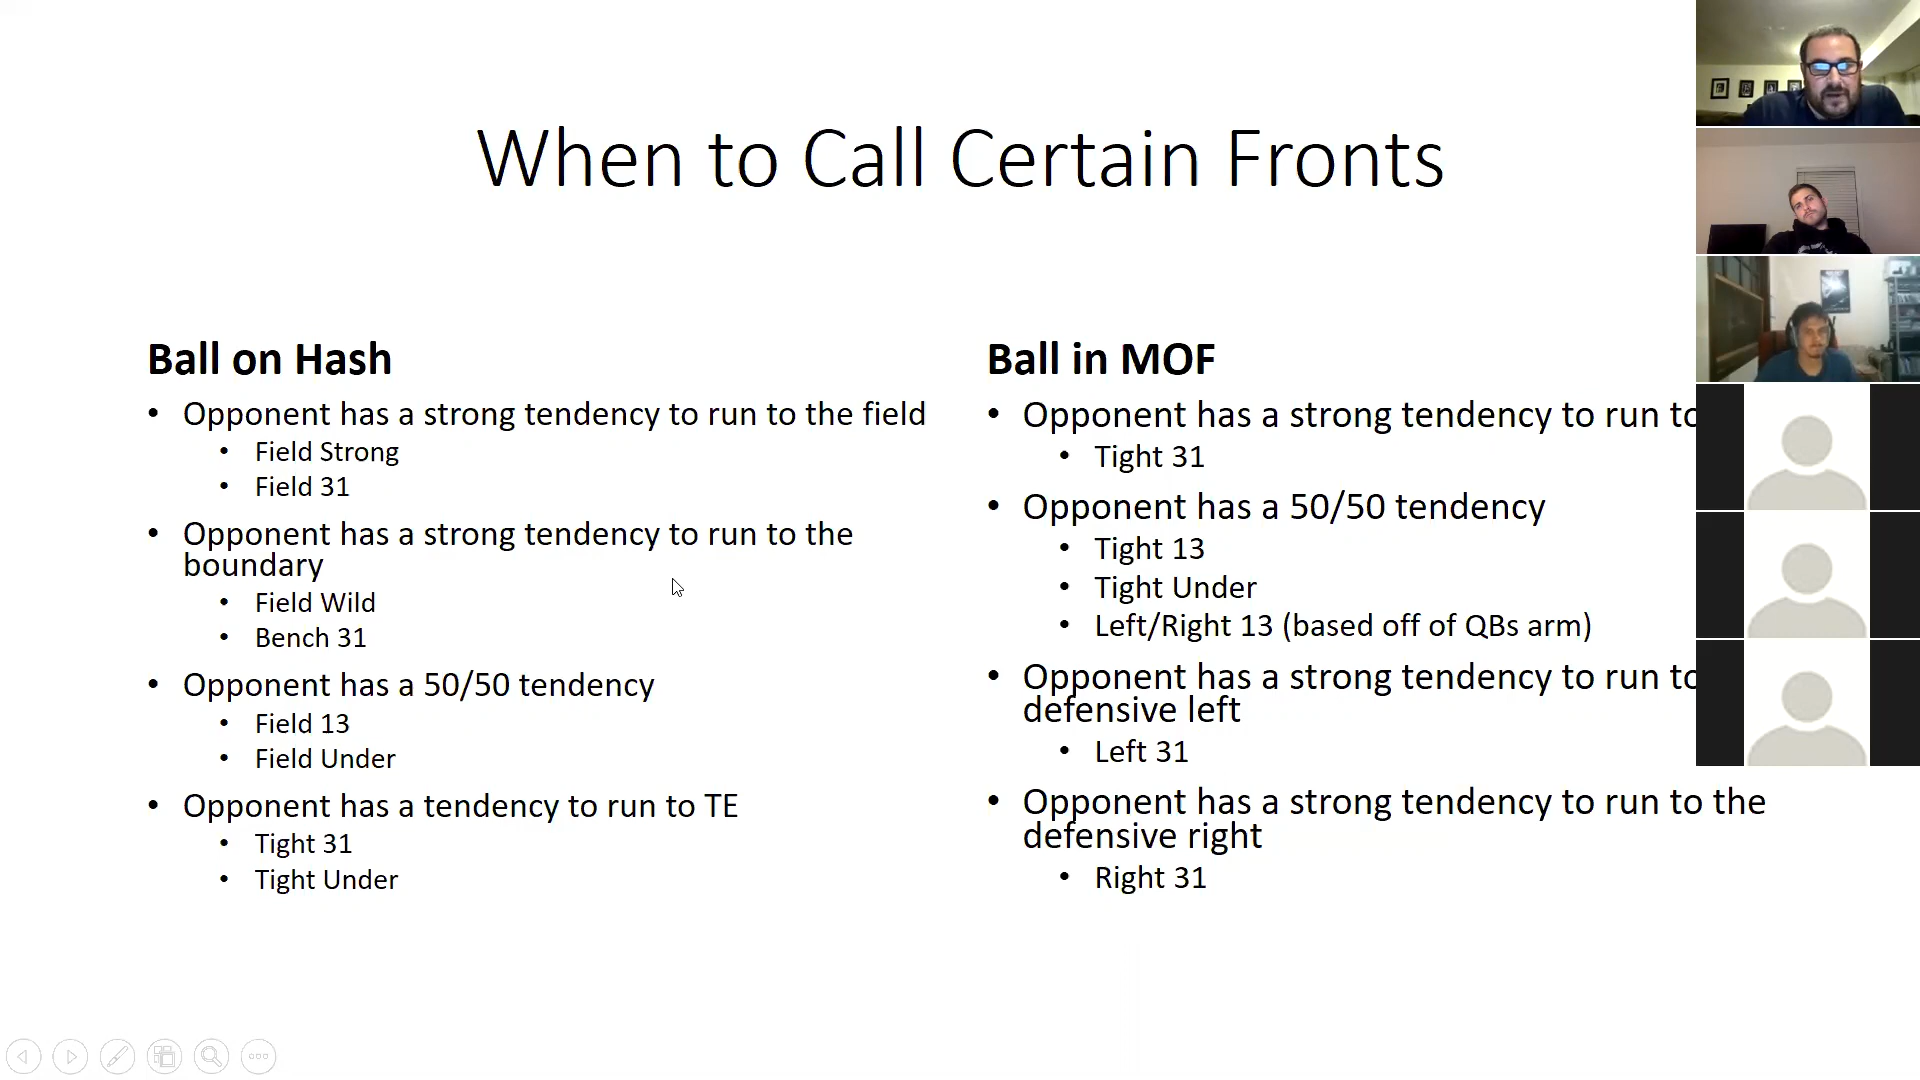 When to Call Certain Fronts
Ball on Hash
• Opponent has a strong tendency to run to the field
• Field Strong
• Field 31
• Opponent has a strong tendency to run to the
boundary
• Field Wild
• Bench 31
• Opponent has a 50/50 tendency
• Field 13
• Field Under
• Opponent has a tendency to run to TE
• Tight 31
• Tight Under
Ball in MOF
• Opponent has a strong tendency to run to
• Tight 31
• Opponent has a 50/50 tendency
• Tight 13
• Tight Under
• Left/Right 13 (based off of QBs arm)
• Opponent has a strong tendency to run to
defensive left
• Left 31
• Opponent has a strong tendency to run to the
defensive right
• Right 31